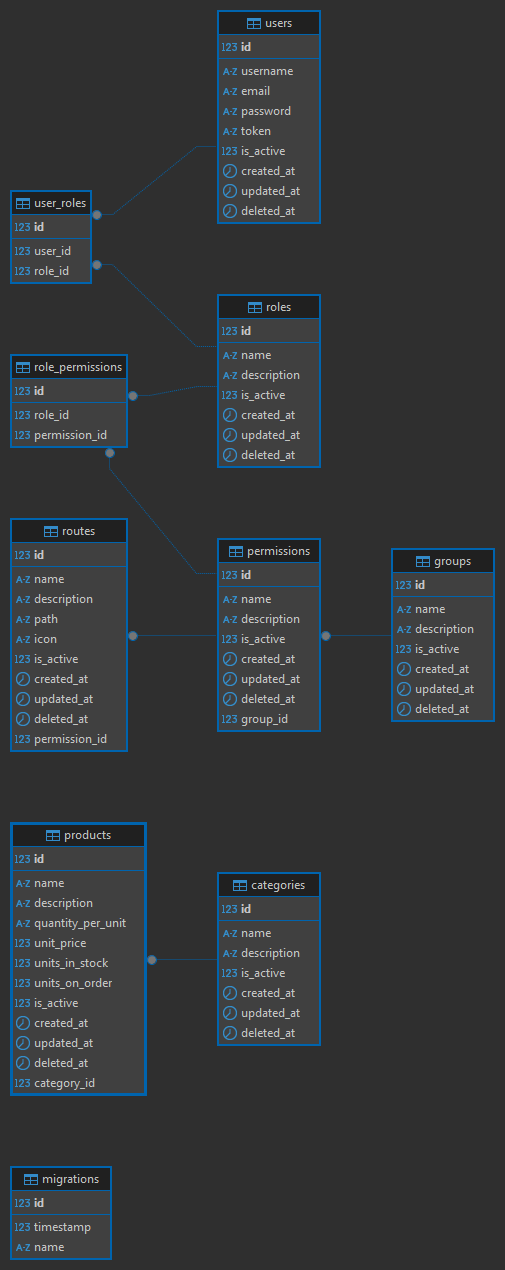 users
123 id
A-Z username
A-Z email
A-Z password
A-Z token
123 is_active
created_at
updated_at
deleted_at
user_roles
123 id
123 user_id
123 role_id
roles
123 id
A-Z name
A-Z description
123 is_active
created_at
updated_at
deleted_at
role_permissions
123 id
123 role_id
123 permission_id
routes
123 id
A-Z name
A-Z description
A-Z path
A-Z icon
123 is_active
created_at
updated_at
deleted_at
123 permission_id
permissions
123 id
A-Z name
A-Z description
123 is_active
created_at
updated_at
deleted_at
123 group_id
groups
123 id
A-Z name
A-Z description
123 is_active
created_at
updated_at
deleted_at
products
123 id
A-Z name
A-Z description
A-Z quantity_per_unit
123 unit_price
123 units_in_stock
123 units_on_order
123 is_active
created_at
updated_at
deleted_at
123 category_id
categories
123 id
A-Z name
A-Z description
123 is_active
created_at
updated_at
deleted_at
migrations
123 id
123 timestamp
A-Z name